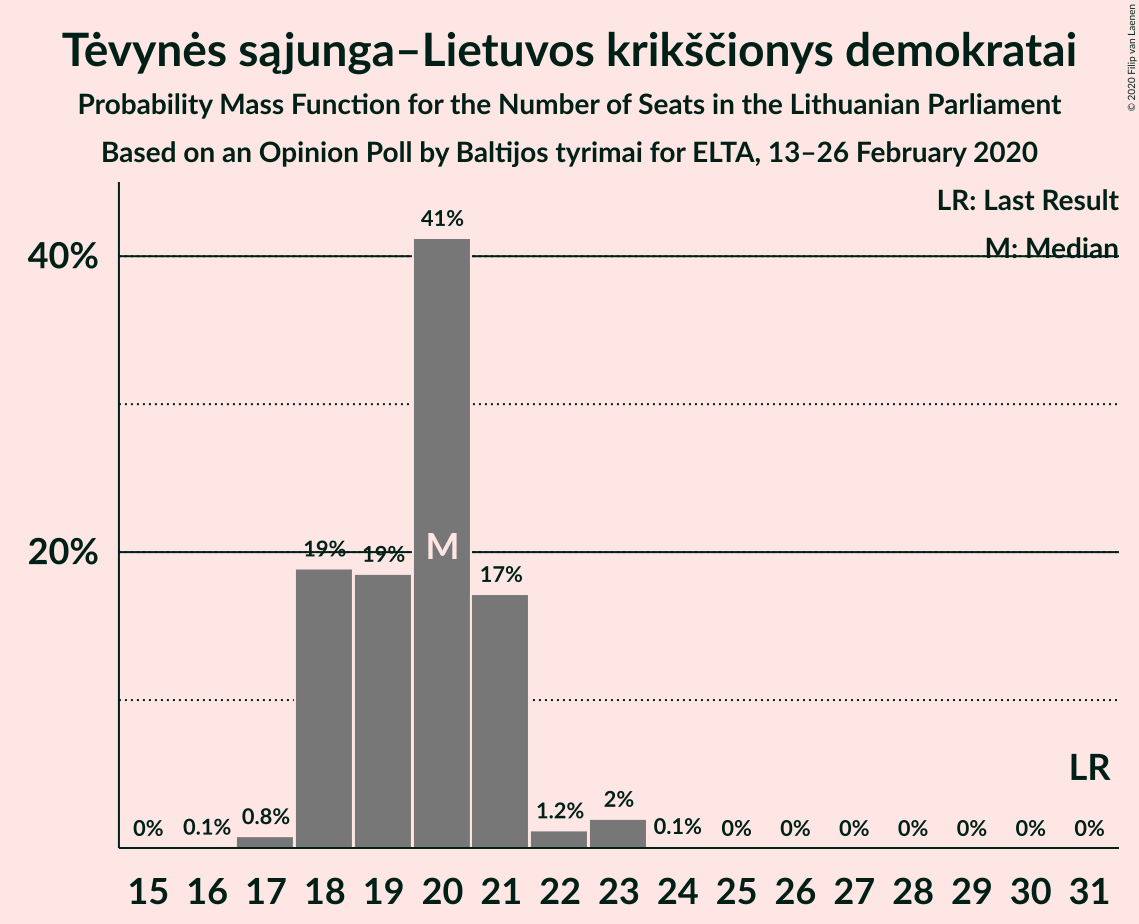 Tėvynės sąjunga–Lietuvos krikščionys demokratai
Probability Mass Function for the Number of Seats in the Lithuanian Parliament
Based on an Opinion Poll by Baltijos tyrimai for ELTA, 13–26 February 2020
© 2020 Filip van Laenen
LR: Last Result
M: Median
40%
20%
41%
19%
19%
M
17%
LR
0%
0.1%
0.8%
1.2%
2%
0.1%
0%
0%
0%
0%
0%
0%
0%
15 16 17 18 19 20 21 22 23 24 25 26 27 28 29 30 31